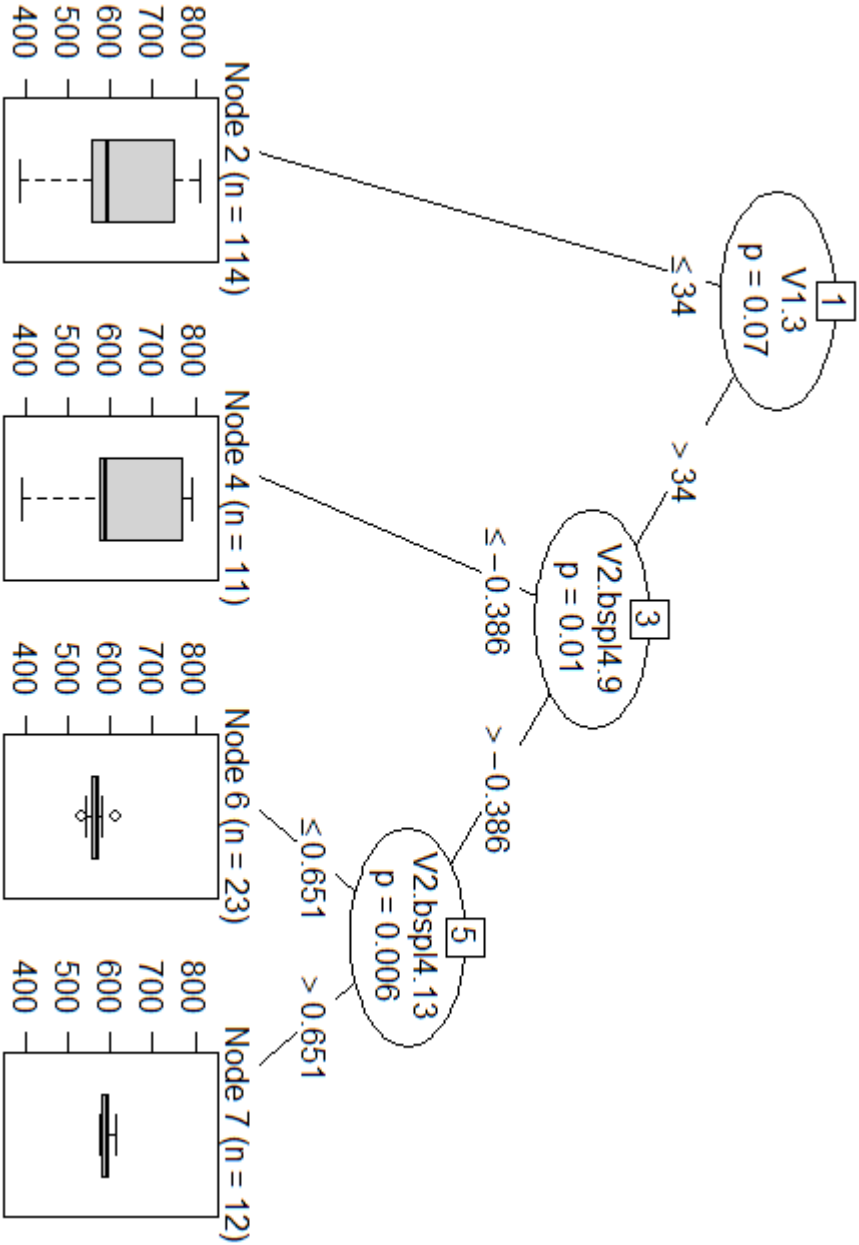 1
V1.3
p = 0.07
≤ 34
> 34
3
V2.bspl4.9
p = 0.01
≤ −0.386
> −0.386
5
V2.bspl4.13
p = 0.006
≤ 0.651
> 0.651
Node 2 (n = 114)
800
700
600
500
400
Node 4 (n = 11)
800
700
600
500
400
Node 6 (n = 23)
800
700
600
500
400
Node 7 (n = 12)
800
700
600
500
400